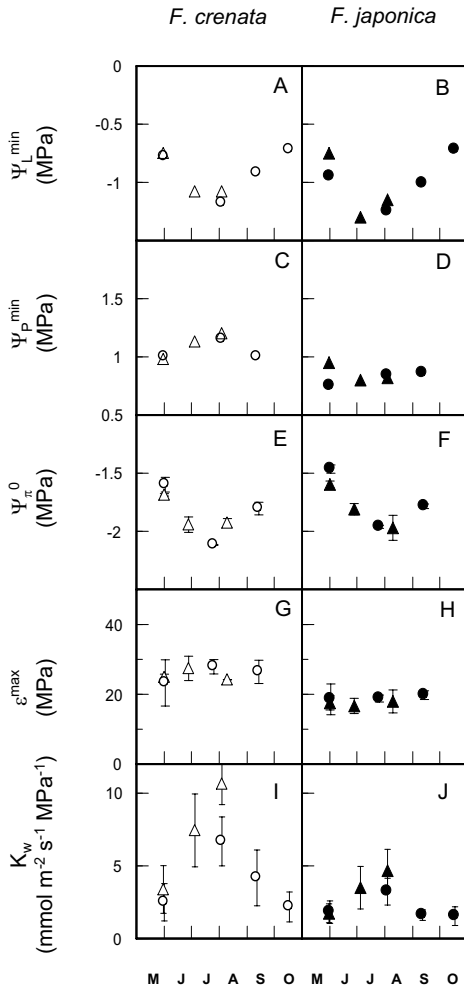 F. crenata F. japonica
0
A B
-0.5
Ψ_L^min
(MPa)
-1
C D
1.5
Ψ_P^min
(MPa)
1
0.5
E F
-1.5
Ψ_π^0
(MPa)
-2
G H
40
ε^max
(MPa)
20
0
I J
10
K_w
(mmol m^-2 s^-1 MPa^-1)
5
0
M J J A S O M J J A S O